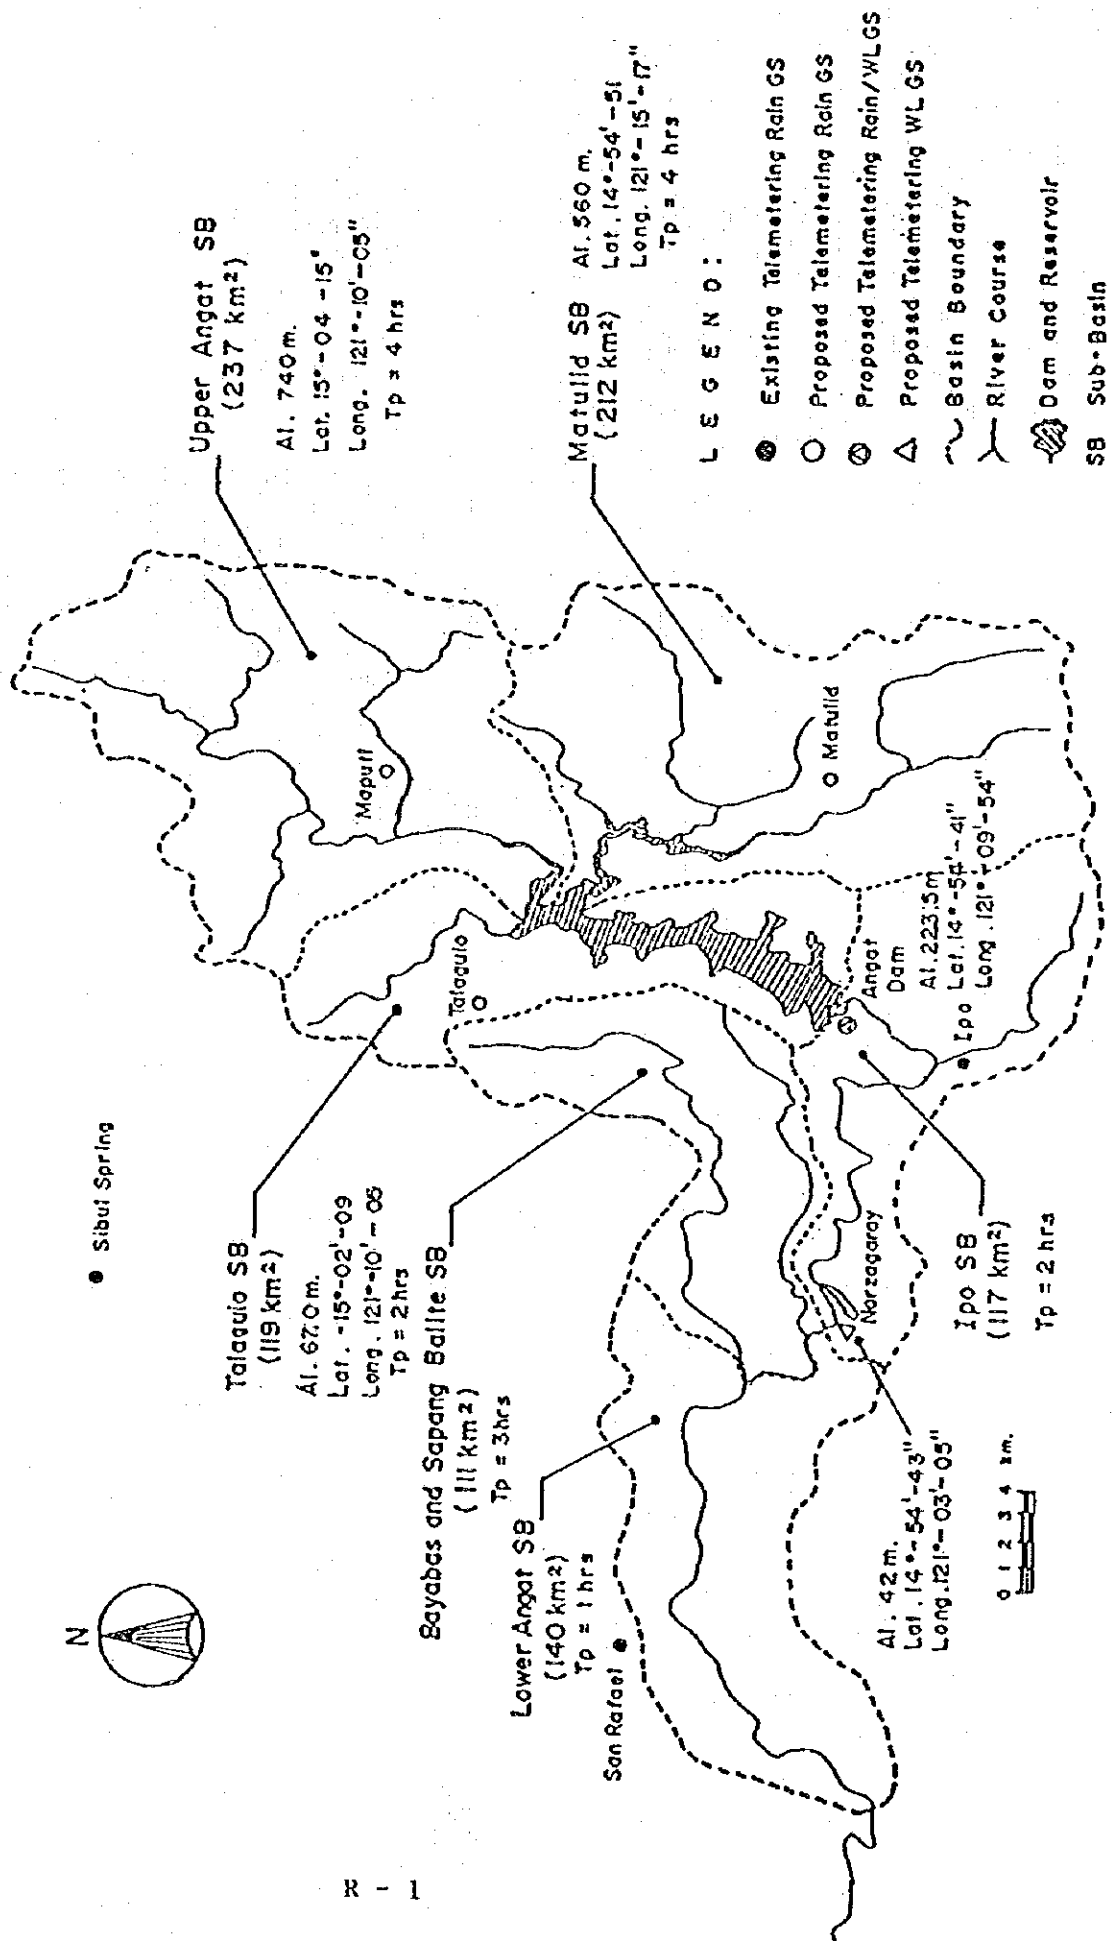 N
Sibul Spring
Upper Angat SB
(237 km²)
Al. 740 m.
Lat. 15°-04-15"
Long. 121°-10'-05"
Tp = 4 hrs
Talaguio SB
(119 km²)
Al. 67.0 m.
Lat. -15°-02'-09
Long. 121°-10'-05
Tp = 2hrs
Bayabas and Sapang Balite SB
(111 km²)
Tp = 3hrs
Lower Angat SB
(140 km²)
Tp = 1 hrs
San Rafael
Talaguio
Maputi
Matulid
Matulid SB
(212 km²)
Al. 560 m.
Lat. 14°-54'-51
Long. 121°-15'-17"
Tp = 4 hrs
Angat
Dam
Al. 223.5m
Lat. 14°-54'-41"
Long. 121°-09'-54"
Ipo
Norzagaray
Ipo SB
(117 km²)
Tp = 2 hrs
Al. 42 m.
Lat. 14°-54'-43"
Long. 121°-03'-05"
0 1 2 3 4 km.
LEGEND:
Existing Telemetering Rain GS
Proposed Telemetering Rain GS
Proposed Telemetering Rain/WLGS
Proposed Telemetering WL GS
Basin Boundary
River Course
Dam and Reservoir
SB Sub-Basin
R - 1